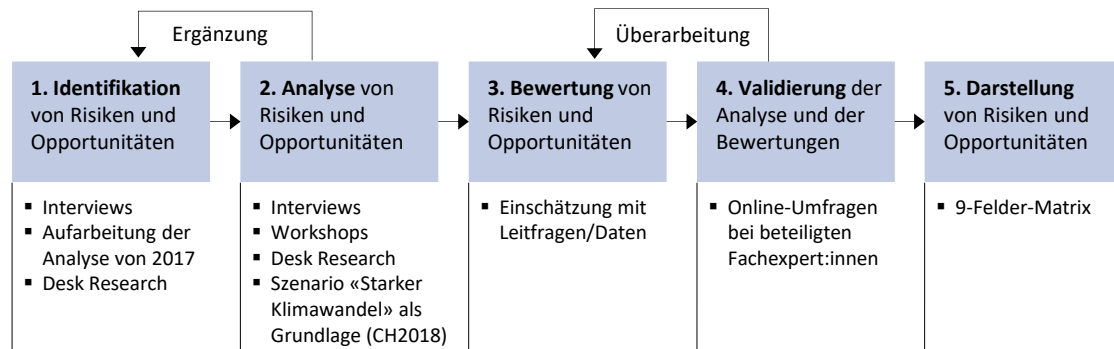 Ergänzung
Überarbeitung
1. Identifikation
von Risiken und
Opportunitäten
2. Analyse von
Risiken und
Opportunitäten
3. Bewertung von
Risiken und
Opportunitäten
4. Validierung der
Analyse und der
Bewertungen
5. Darstellung
von Risiken und
Opportunitäten
▪ Interviews
▪ Aufarbeitung der
Analyse von 2017
▪ Desk Research
▪ Interviews
▪ Workshops
▪ Desk Research
▪ Szenario «Starker
Klimawandel» als
Grundlage (CH2018)
▪ Einschätzung mit
Leitfragen/Daten
▪ Online-Umfragen
bei beteiligten
Fachexpert:innen
▪ 9-Felder-Matrix